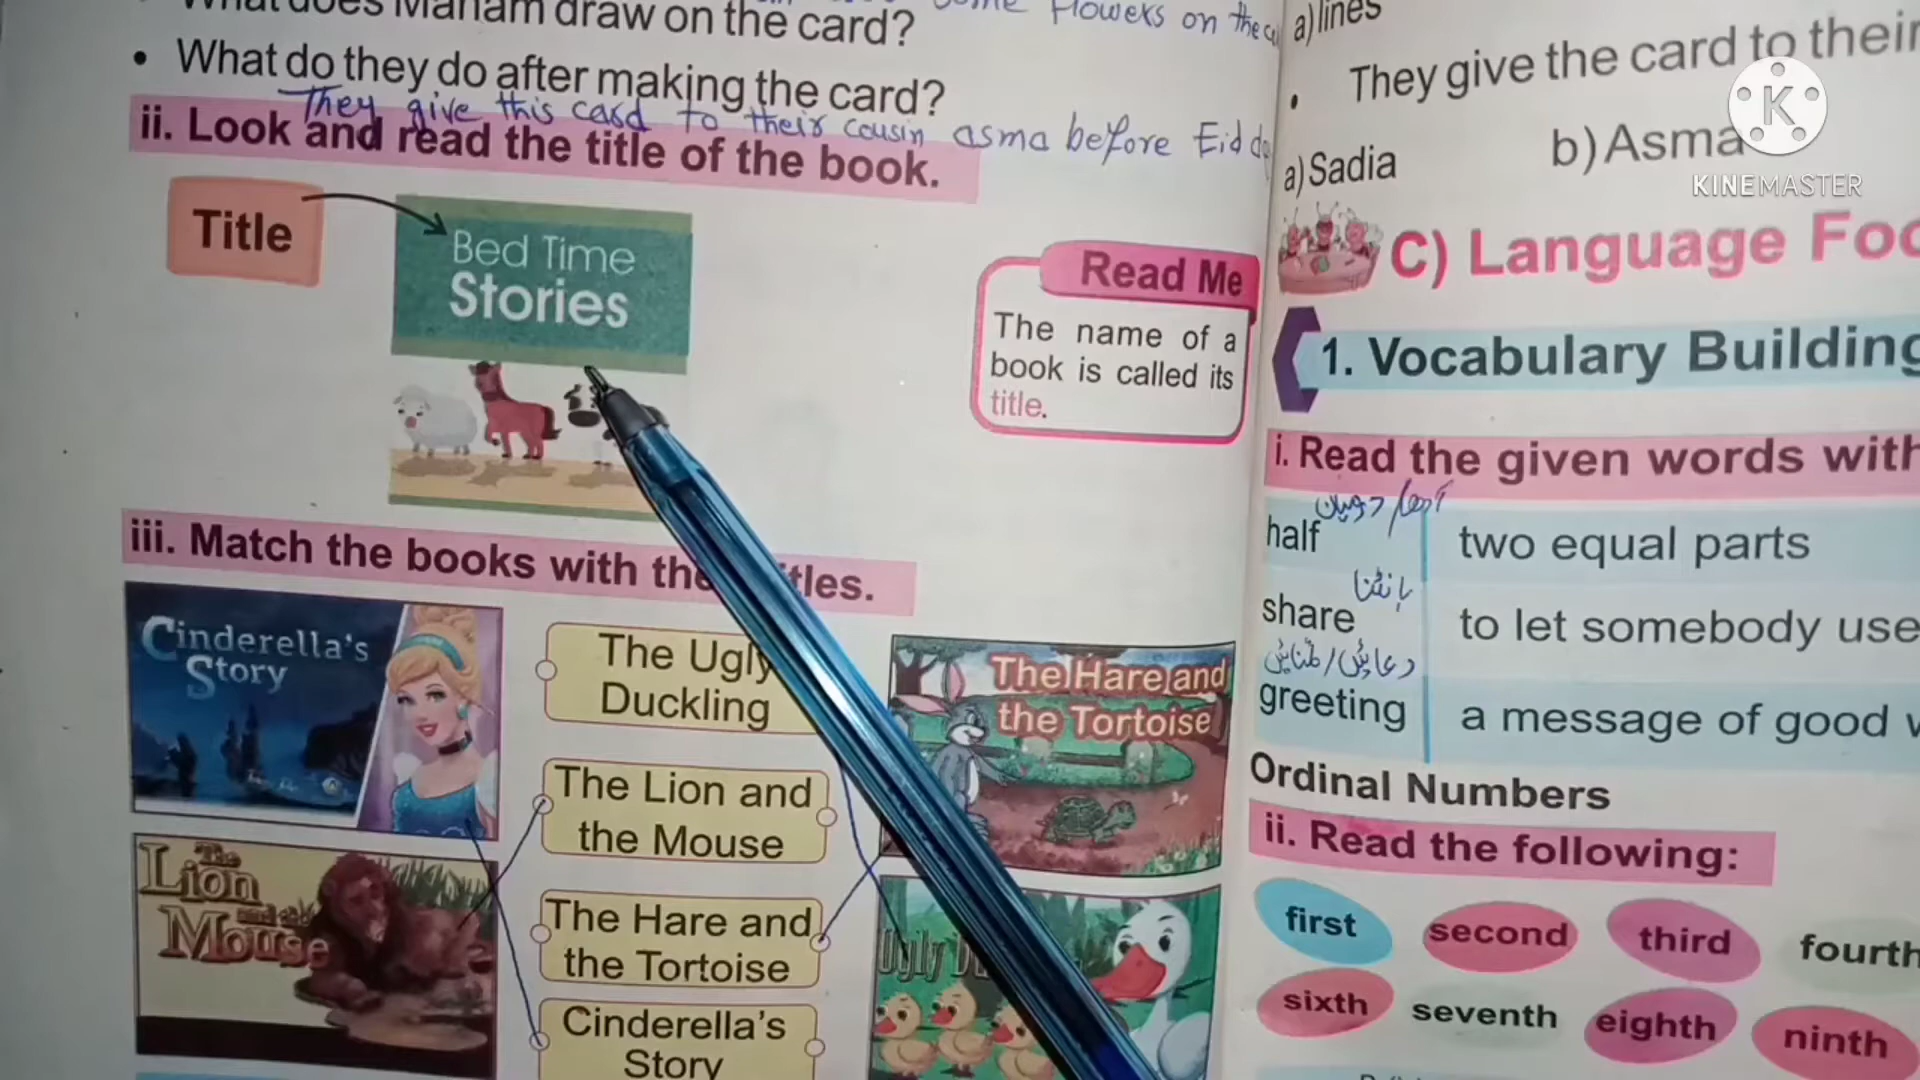 What does Maham draw on the card?
Flowers on the
• What do they do after making the card?
They give this card to their cousin asma before Eid
ii. Look and read the title of the book.
Title
Bed Time
Stories
Read Me
The name of a
book is called its
title.
iii. Match the books with
Cinderella's
Story
The Ugly
Duckling
The Hare and
the Tortoise
The Lion and
the Mouse
The
Lion
and the
Mouse
The Hare and
the Tortoise
Ugly
Cinderella's
Story
a) lines
• They give the card to their
a) Sadia
b) Asma
KINEMASTER
C) Language
1. Vocabulary Building
i. Read the given words with
half
two equal parts
بانٹنا
share
to let somebody use
دعائیں
greeting
a message of good
Ordinal Numbers
ii. Read the following:
first
second
third
fourth
sixth
seventh
eighth
ninth